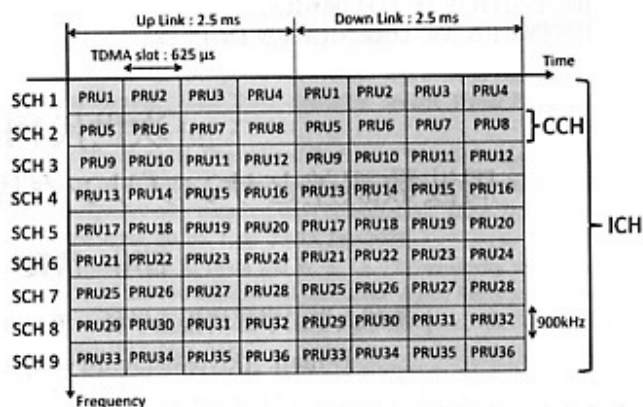 Up Link : 2.5 ms Down Link : 2.5 ms
TDMA slot : 625 μs
Time
SCH 1 PRU1 PRU2 PRU3 PRU4 PRU1 PRU2 PRU3 PRU4
SCH 2 PRU5 PRU6 PRU7 PRU8 PRU5 PRU6 PRU7 PRU8 CCH
SCH 3 PRU9 PRU10 PRU11 PRU12 PRU9 PRU10 PRU11 PRU12
SCH 4 PRU13 PRU14 PRU15 PRU16 PRU13 PRU14 PRU15 PRU16
SCH 5 PRU17 PRU18 PRU19 PRU20 PRU17 PRU18 PRU19 PRU20 ICH
SCH 6 PRU21 PRU22 PRU23 PRU24 PRU21 PRU22 PRU23 PRU24
SCH 7 PRU25 PRU26 PRU27 PRU28 PRU25 PRU26 PRU27 PRU28
SCH 8 PRU29 PRU30 PRU31 PRU32 PRU29 PRU30 PRU31 PRU32 900kHz
SCH 9 PRU33 PRU34 PRU35 PRU36 PRU33 PRU34 PRU35 PRU36
Frequency